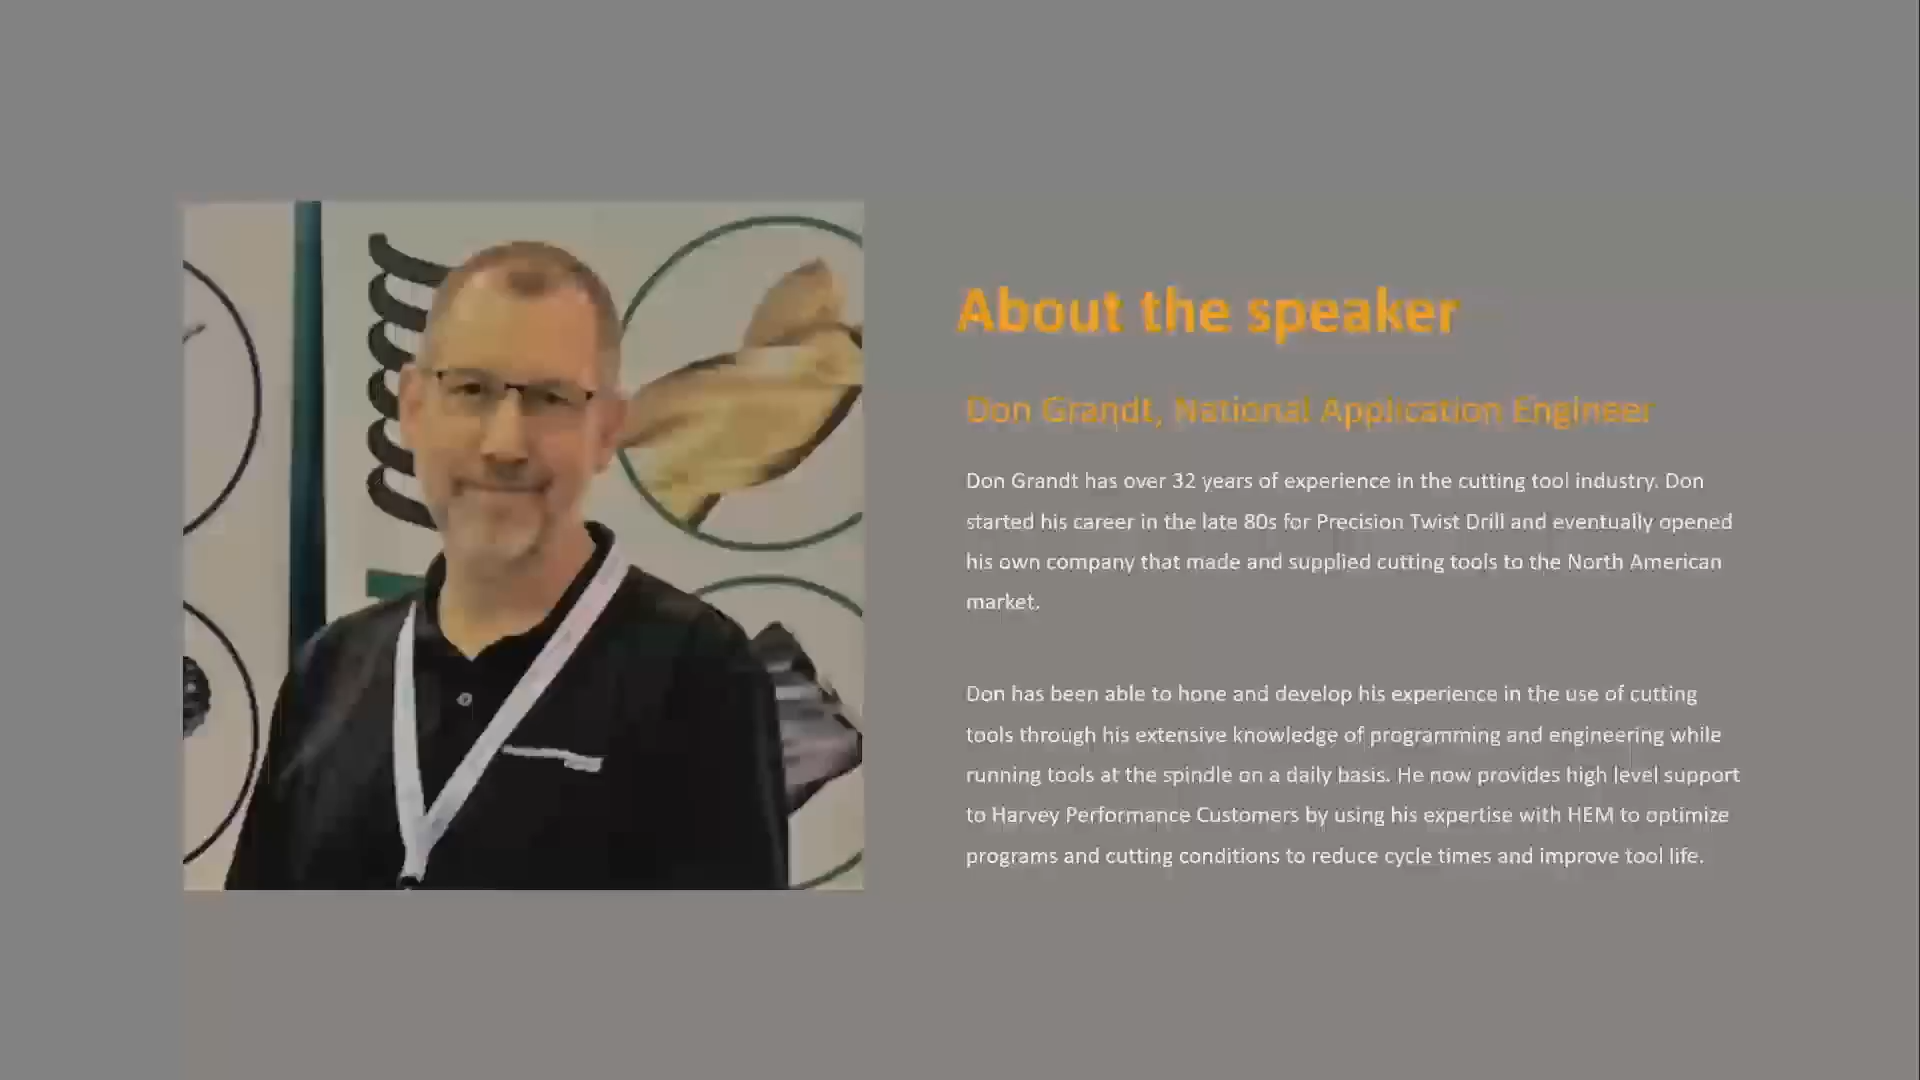 About the speaker
Don Grandt, National Application Engineer
Don Grandt has over 32 years of experience in the cutting tool industry. Don
started his career in the late 80s for Precision Twist Drill and eventually opened
his own company that made and supplied cutting tools to the North American
market.
Don has been able to hone and develop his experience in the use of cutting
tools through his extensive knowledge of programming and engineering while
running tools at the spindle on a daily basis. He now provides high level support
to Harvey Performance Customers by using his expertise with HEM to optimize
programs and cutting conditions to reduce cycle times and improve tool life.